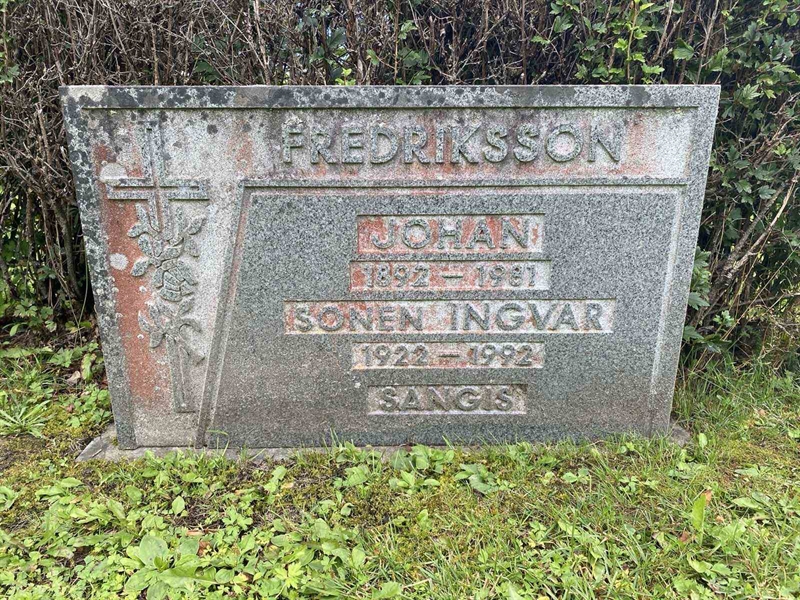 FREDRIKSSON
JOHAN
1892 – 1981
SONEN INGVAR
1922 – 1992
SANGIS